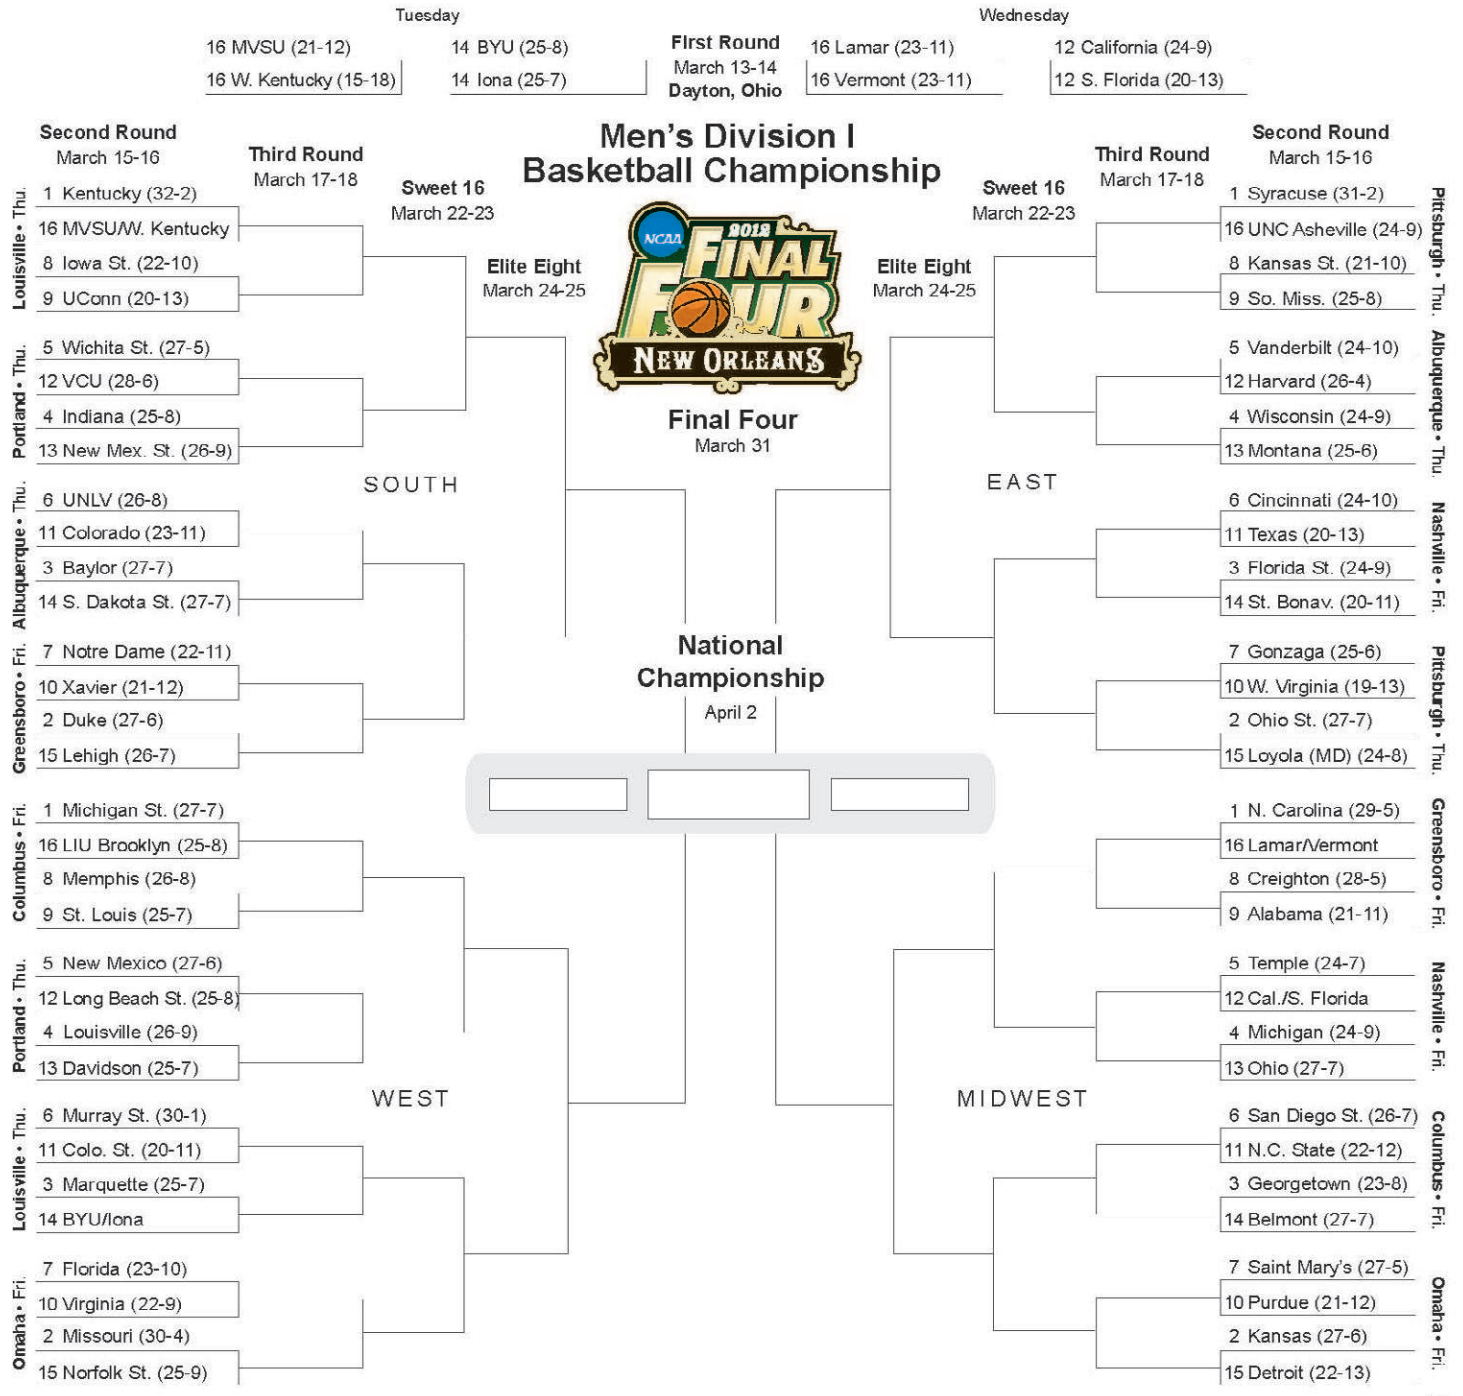 Tuesday
Wednesday
16 MVSU (21-12)
16 W. Kentucky (15-18)
14 BYU (25-8)
14 Iona (25-7)
First Round
March 13-14
Dayton, Ohio
16 Lamar (23-11)
16 Vermont (23-11)
12 California (24-9)
12 S. Florida (20-13)
Men's Division I
Basketball Championship
Second Round
March 15-16
Third Round
March 17-18
Sweet 16
March 22-23
Elite Eight
March 24-25
NCAA
2012
FINAL
FOUR
NEW ORLEANS
Final Four
March 31
Elite Eight
March 24-25
Sweet 16
March 22-23
Third Round
March 17-18
Second Round
March 15-16
Louisville • Thu.
1 Kentucky (32-2)
16 MVSU/W. Kentucky
8 Iowa St. (22-10)
9 UConn (20-13)
Portland • Thu.
5 Wichita St. (27-5)
12 VCU (28-6)
4 Indiana (25-8)
13 New Mex. St. (26-9)
SOUTH
Albuquerque • Thu.
6 UNLV (26-8)
11 Colorado (23-11)
3 Baylor (27-7)
14 S. Dakota St. (27-7)
Greensboro • Fri.
7 Notre Dame (22-11)
10 Xavier (21-12)
2 Duke (27-6)
15 Lehigh (26-7)
Columbus • Fri.
1 Michigan St. (27-7)
16 LIU Brooklyn (25-8)
8 Memphis (26-8)
9 St. Louis (25-7)
Portland • Thu.
5 New Mexico (27-6)
12 Long Beach St. (25-8)
4 Louisville (26-9)
13 Davidson (25-7)
WEST
Louisville • Thu.
6 Murray St. (30-1)
11 Colo. St. (20-11)
3 Marquette (25-7)
14 BYU/Iona
Omaha • Fri.
7 Florida (23-10)
10 Virginia (22-9)
2 Missouri (30-4)
15 Norfolk St. (25-9)
National
Championship
April 2
1 Syracuse (31-2)
16 UNC Asheville (24-9)
8 Kansas St. (21-10)
9 So. Miss. (25-8)
Pittsburgh • Thu.
5 Vanderbilt (24-10)
12 Harvard (26-4)
4 Wisconsin (24-9)
13 Montana (25-6)
Albuquerque • Thu.
EAST
6 Cincinnati (24-10)
11 Texas (20-13)
3 Florida St. (24-9)
14 St. Bonav. (20-11)
Nashville • Fri.
7 Gonzaga (25-6)
10 W. Virginia (19-13)
2 Ohio St. (27-7)
15 Loyola (MD) (24-8)
Pittsburgh • Thu.
1 N. Carolina (29-5)
16 Lamar/Vermont
8 Creighton (28-5)
9 Alabama (21-11)
Greensboro • Fri.
5 Temple (24-7)
12 Cal./S. Florida
4 Michigan (24-9)
13 Ohio (27-7)
Nashville • Fri.
MIDWEST
6 San Diego St. (26-7)
11 N.C. State (22-12)
3 Georgetown (23-8)
14 Belmont (27-7)
Columbus • Fri.
7 Saint Mary's (27-5)
10 Purdue (21-12)
2 Kansas (27-6)
15 Detroit (22-13)
Omaha • Fri.